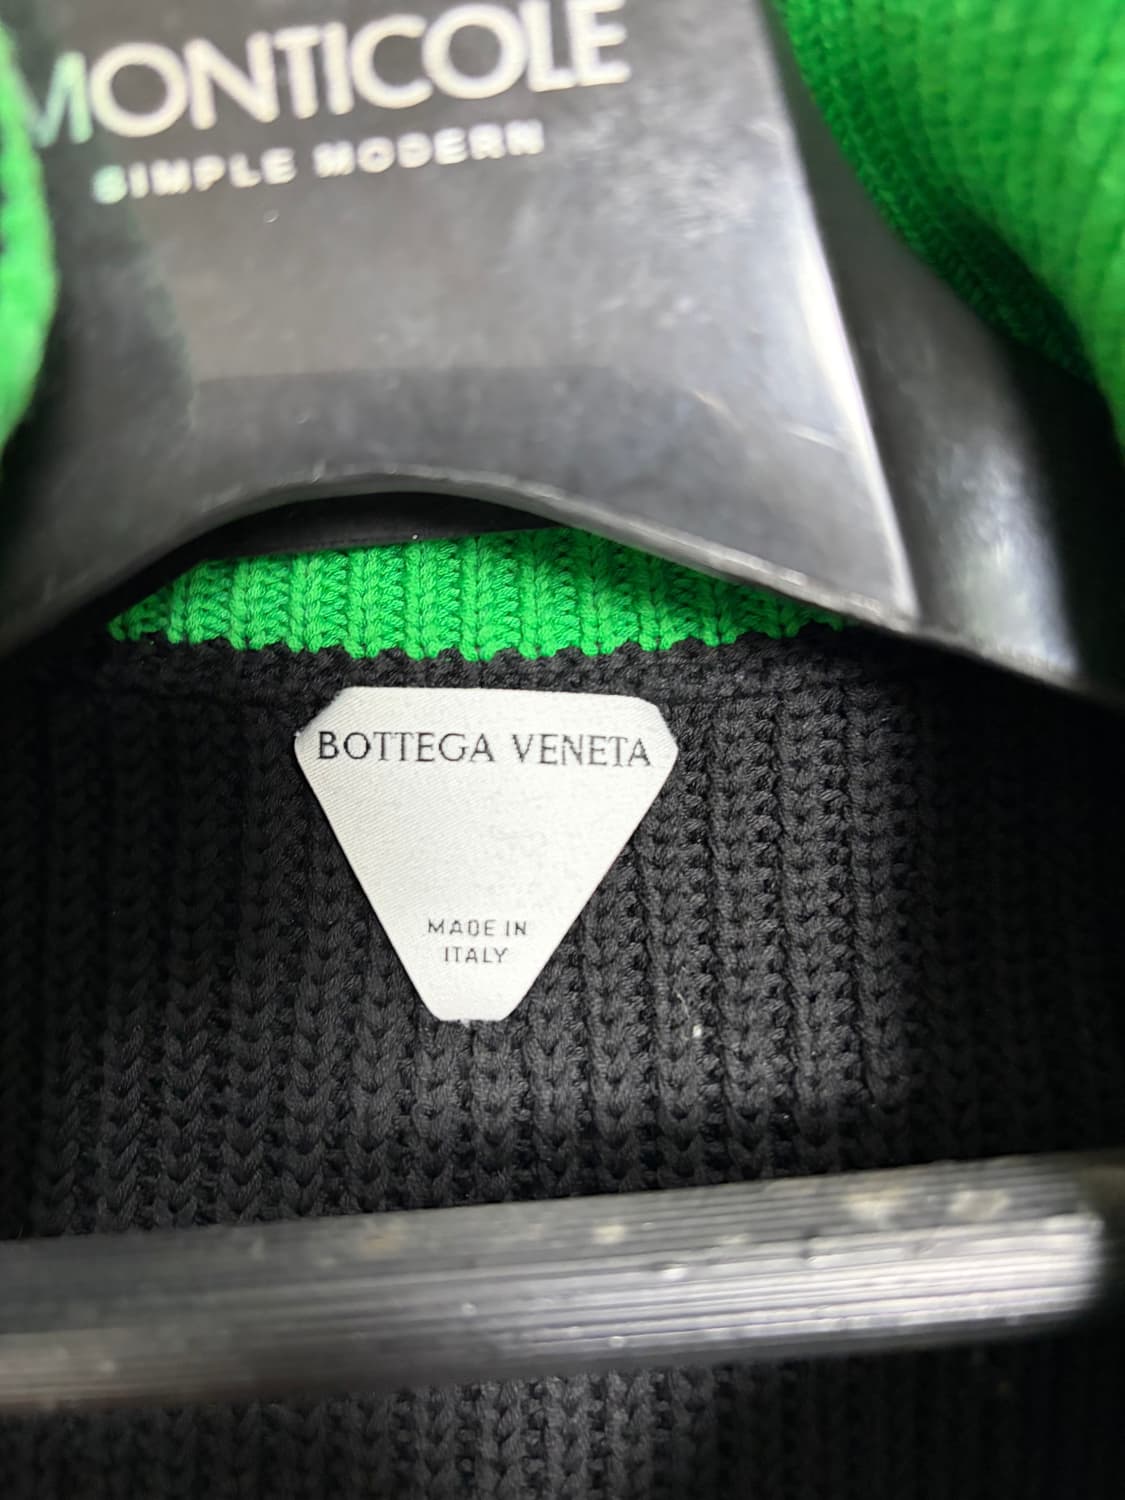 MONTICOLE
SIMPLE MODERN
BOTTEGA VENETA
MADE IN
ITALY